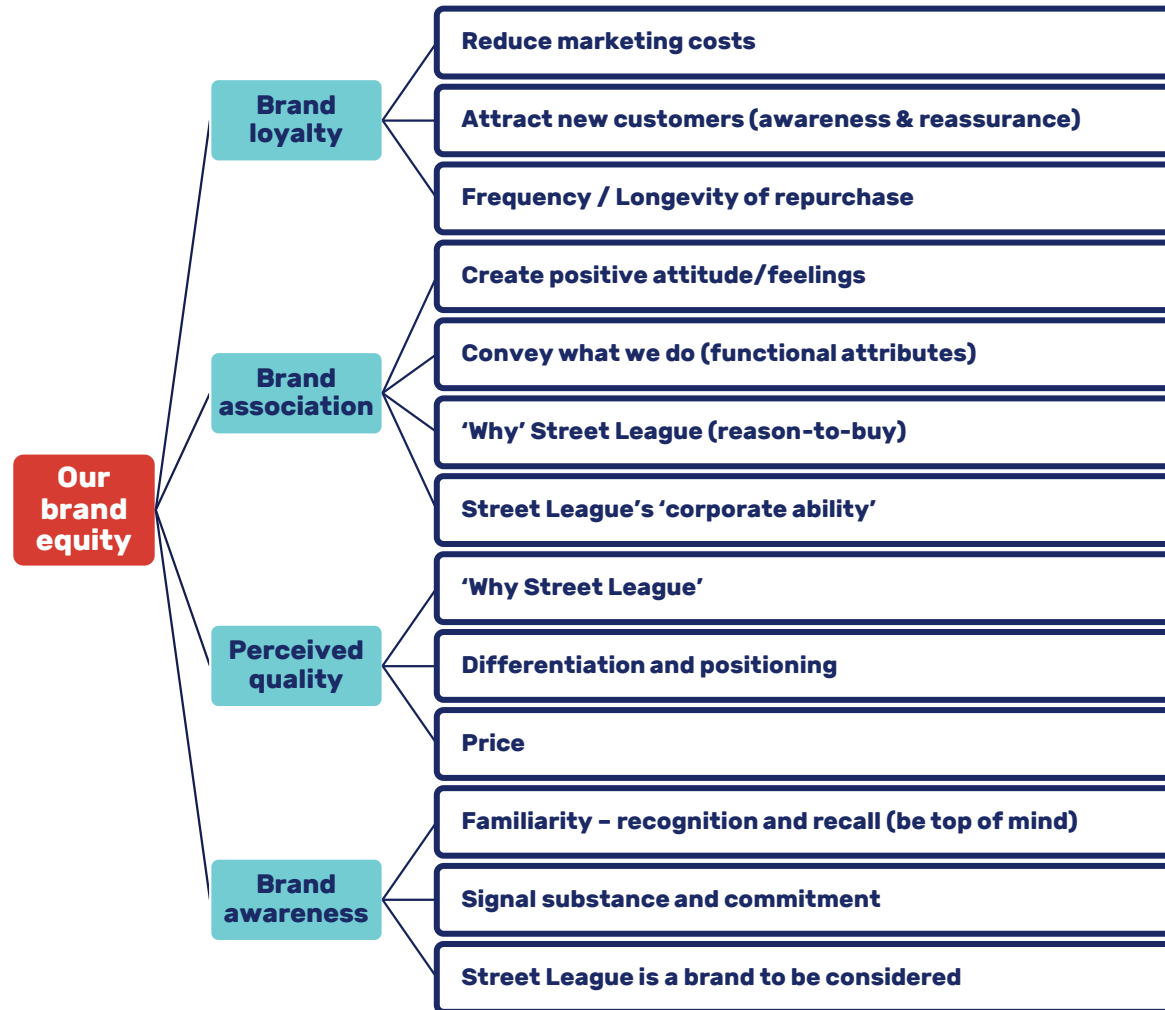 Our
brand
equity
Brand
loyalty
Reduce marketing costs
Attract new customers (awareness & reassurance)
Frequency / Longevity of repurchase
Brand
association
Create positive attitude/feelings
Convey what we do (functional attributes)
‘Why’ Street League (reason-to-buy)
Street League’s ‘corporate ability’
Perceived
quality
‘Why Street League’
Differentiation and positioning
Price
Brand
awareness
Familiarity – recognition and recall (be top of mind)
Signal substance and commitment
Street League is a brand to be considered